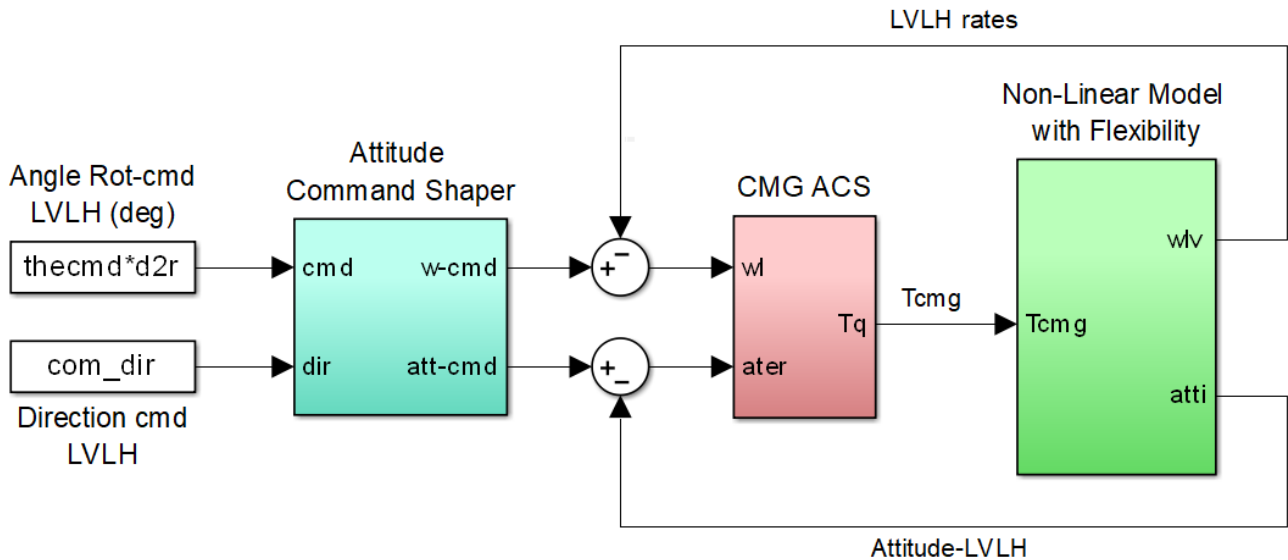 LVLH rates
Non-Linear Model
with Flexibility
Attitude
Command Shaper
Angle Rot-cmd
LVLH (deg)
CMG ACS
thecmd*d2r
cmd
w-cmd
+
−
wl
wlv
Tcmg
Tq
Tcmg
com_dir
dir
att-cmd
+
−
ater
atti
Direction cmd
LVLH
Attitude-LVLH